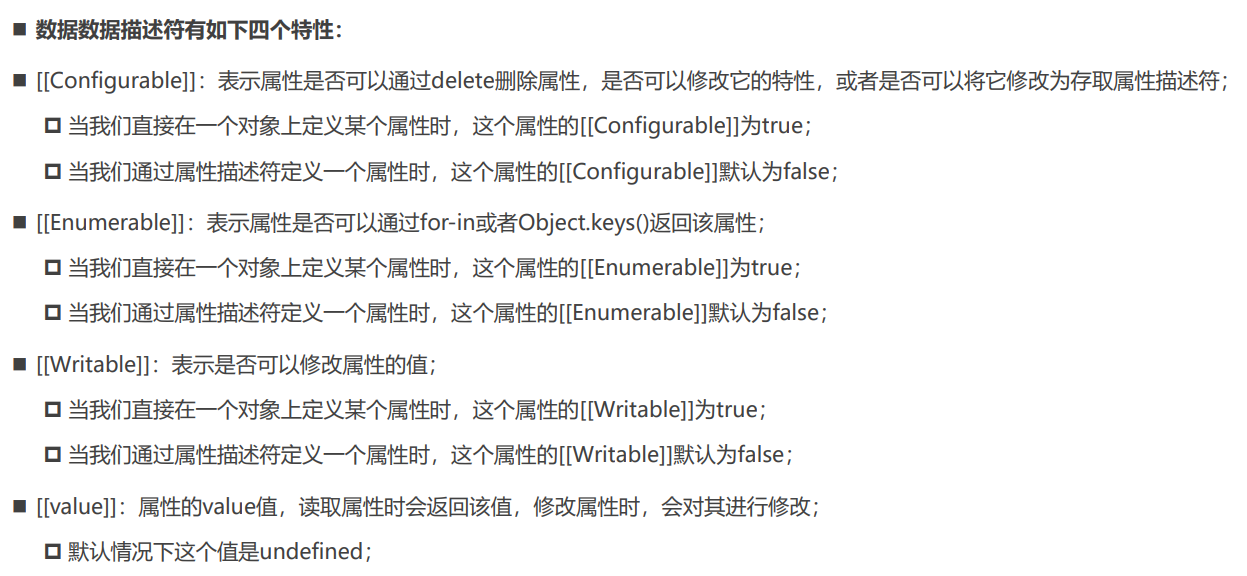 数据数据描述符有如下四个特性：
[[Configurable]]：表示属性是否可以通过delete删除属性，是否可以修改它的特性，或者是否可以将它修改为存取属性描述符；
当我们直接在一个对象上定义某个属性时，这个属性的[[Configurable]]为true；
当我们通过属性描述符定义一个属性时，这个属性的[[Configurable]]默认为false；
[[Enumerable]]：表示属性是否可以通过for-in或者Object.keys()返回该属性；
当我们直接在一个对象上定义某个属性时，这个属性的[[Enumerable]]为true；
当我们通过属性描述符定义一个属性时，这个属性的[[Enumerable]]默认为false；
[[Writable]]：表示是否可以修改属性的值；
当我们直接在一个对象上定义某个属性时，这个属性的[[Writable]]为true；
当我们通过属性描述符定义一个属性时，这个属性的[[Writable]]默认为false；
[[value]]：属性的value值，读取属性时会返回该值，修改属性时，会对其进行修改；
默认情况下这个值是undefined；